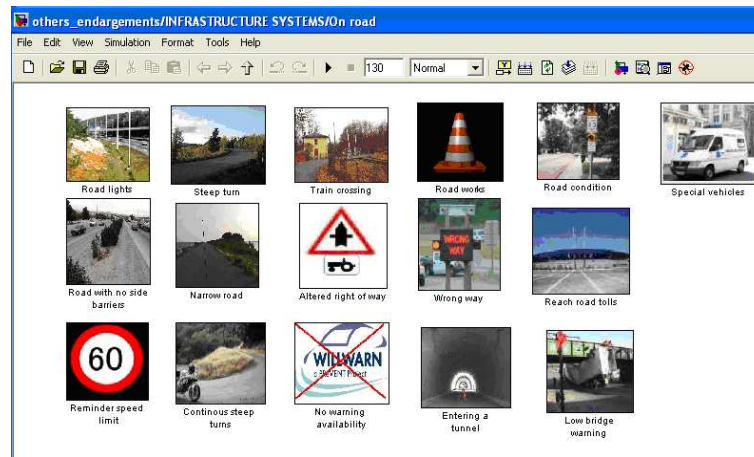 others_endargements/INFRASTRUCTURE SYSTEMS/On road
File Edit View Simulation Format Tools Help
130 Normal
Road lights
Steep turn
Train crossing
Road works
Road condition
Special vehicles
WRONG
WAY
Road with no side
barriers
Narrow road
Altered right of way
Wrong way
Reach road tolls
60
WILLWARN
a PREVENT Project
Reminder speed
limit
Continous steep
turns
No warning
availability
Entering a
tunnel
Low bridge
warning